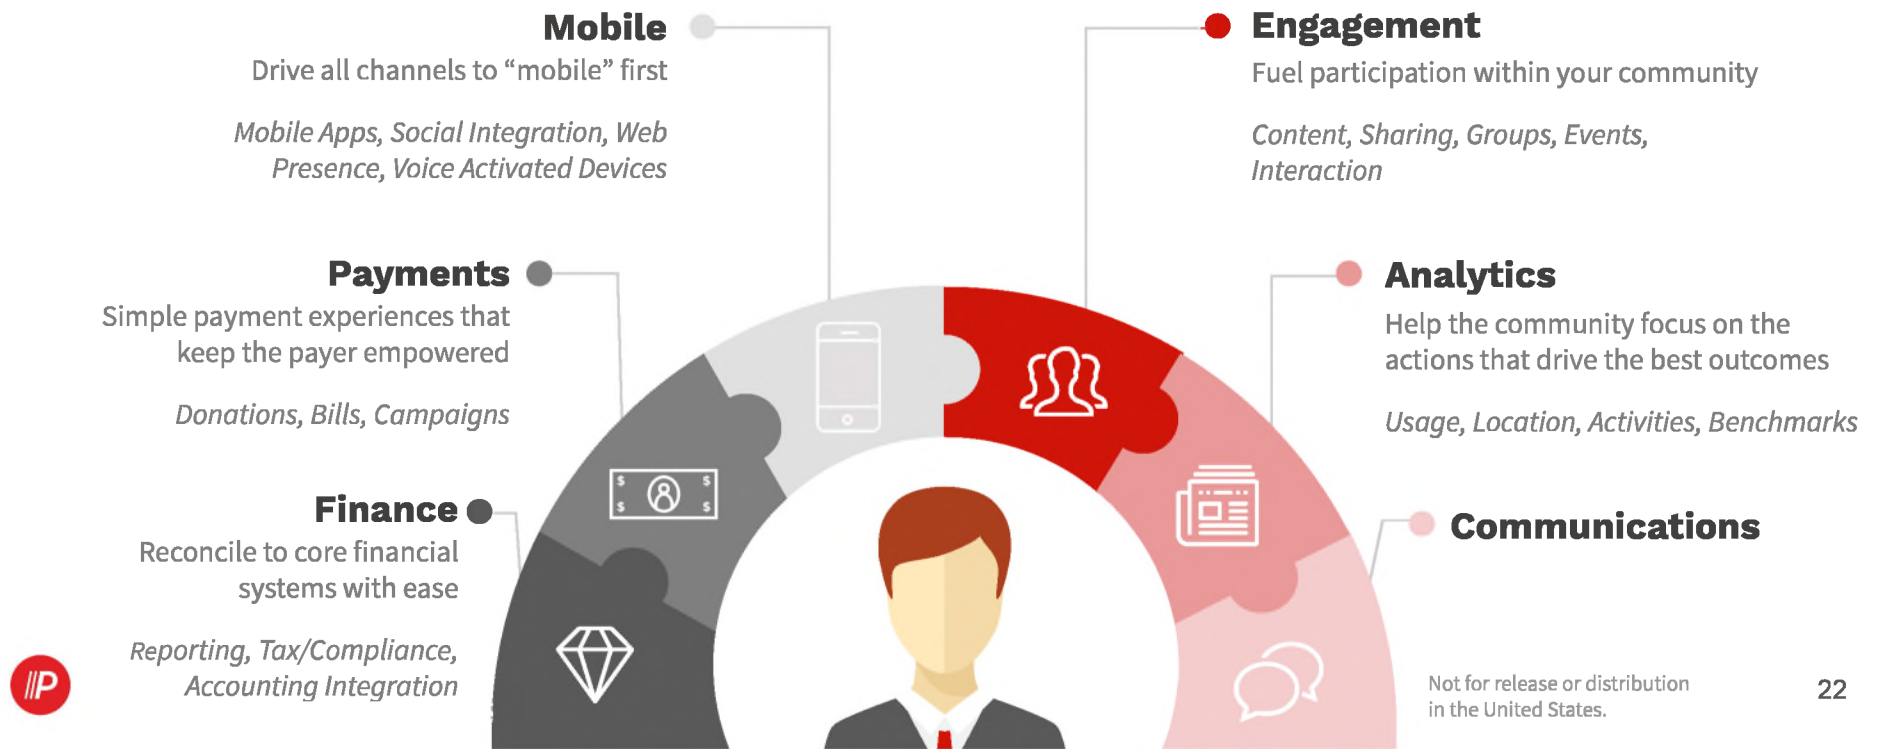 Mobile
Drive all channels to “mobile” first
Mobile Apps, Social Integration, Web
Presence, Voice Activated Devices
Engagement
Fuel participation within your community
Content, Sharing, Groups, Events,
Interaction
Payments
Simple payment experiences that
keep the payer empowered
Donations, Bills, Campaigns
Analytics
Help the community focus on the
actions that drive the best outcomes
Usage, Location, Activities, Benchmarks
Finance
Reconcile to core financial
systems with ease
Reporting, Tax/Compliance,
Accounting Integration
Communications
$ $
$ $
P
Not for release or distribution
in the United States.
22